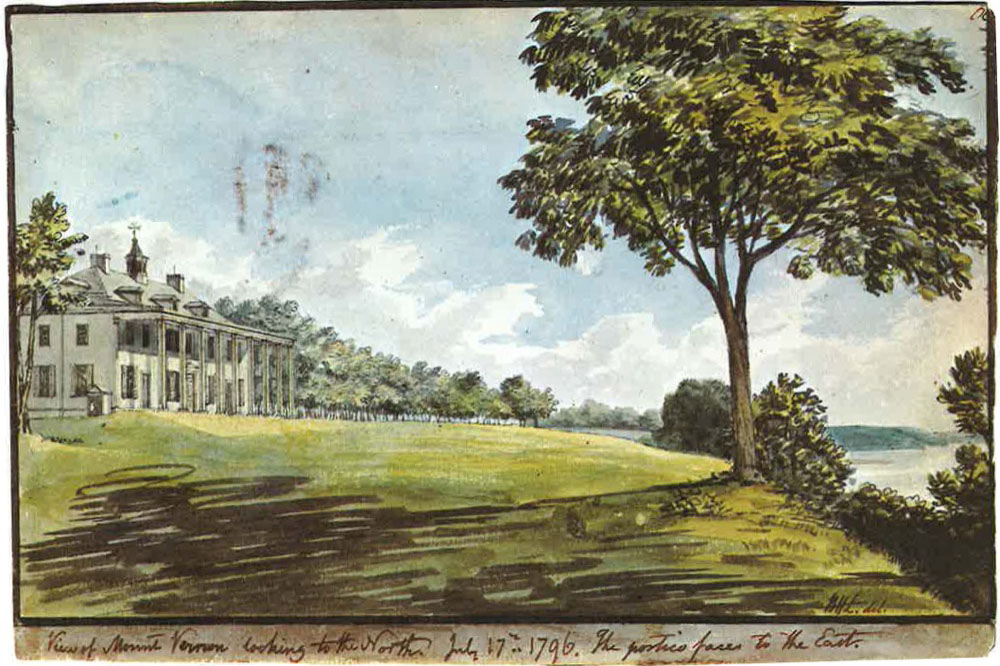 BHL. del.
View of Mount Vernon looking to the North. July 17th. 1796. The portico faces to the East.